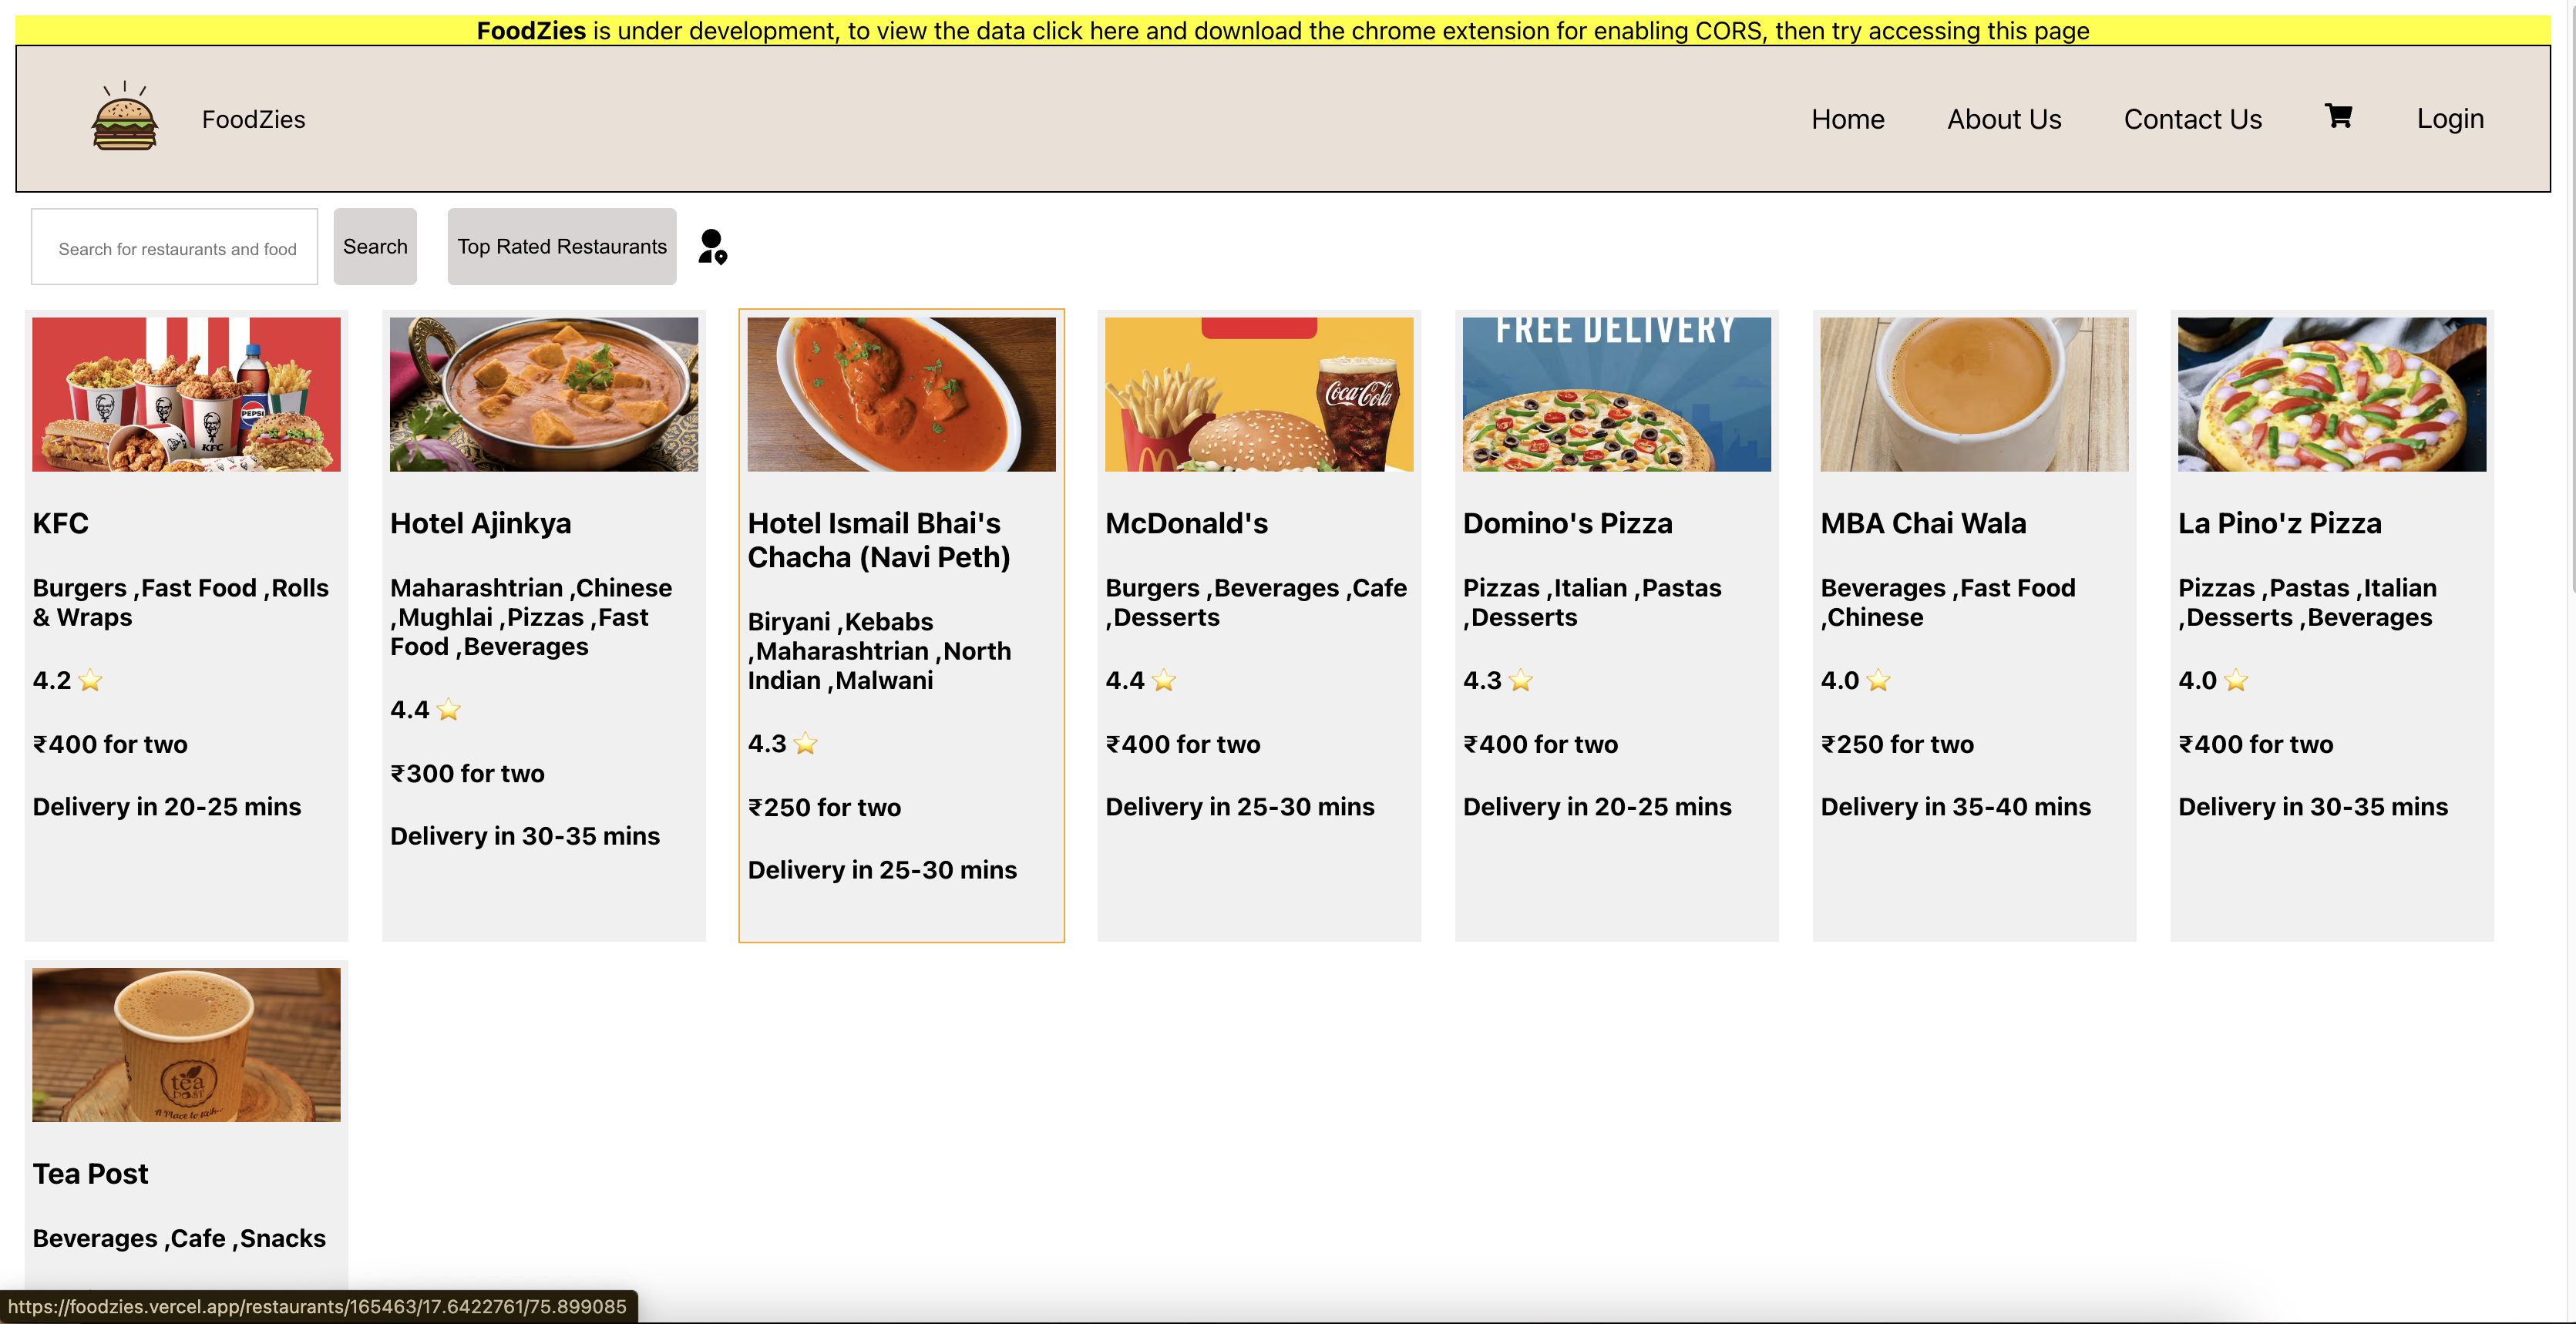 FoodZies is under development, to view the data click here and download the chrome extension for enabling CORS, then try accessing this page
FoodZies
Home
About Us
Contact Us
Login
Search for restaurants and food
Search
Top Rated Restaurants
KFC
PEPSI
KFC
Burgers ,Fast Food ,Rolls
& Wraps
4.2 ⭐
₹400 for two
Delivery in 20-25 mins
Hotel Ajinkya
Maharashtrian ,Chinese
,Mughlai ,Pizzas ,Fast
Food ,Beverages
4.4 ⭐
₹300 for two
Delivery in 30-35 mins
Hotel Ismail Bhai's
Chacha (Navi Peth)
Biryani ,Kebabs
,Maharashtrian ,North
Indian ,Malwani
4.3 ⭐
₹250 for two
Delivery in 25-30 mins
Coca-Cola
McDonald's
Burgers ,Beverages ,Cafe
,Desserts
4.4 ⭐
₹400 for two
Delivery in 25-30 mins
FREE DELIVERY
Domino's Pizza
Pizzas ,Italian ,Pastas
,Desserts
4.3 ⭐
₹400 for two
Delivery in 20-25 mins
MBA Chai Wala
Beverages ,Fast Food
,Chinese
4.0 ⭐
₹250 for two
Delivery in 35-40 mins
La Pino'z Pizza
Pizzas ,Pastas ,Italian
,Desserts ,Beverages
4.0 ⭐
₹400 for two
Delivery in 30-35 mins
tea
post
A Place to talk...
Tea Post
Beverages ,Cafe ,Snacks
https://foodzies.vercel.app/restaurants/165463/17.6422761/75.899085